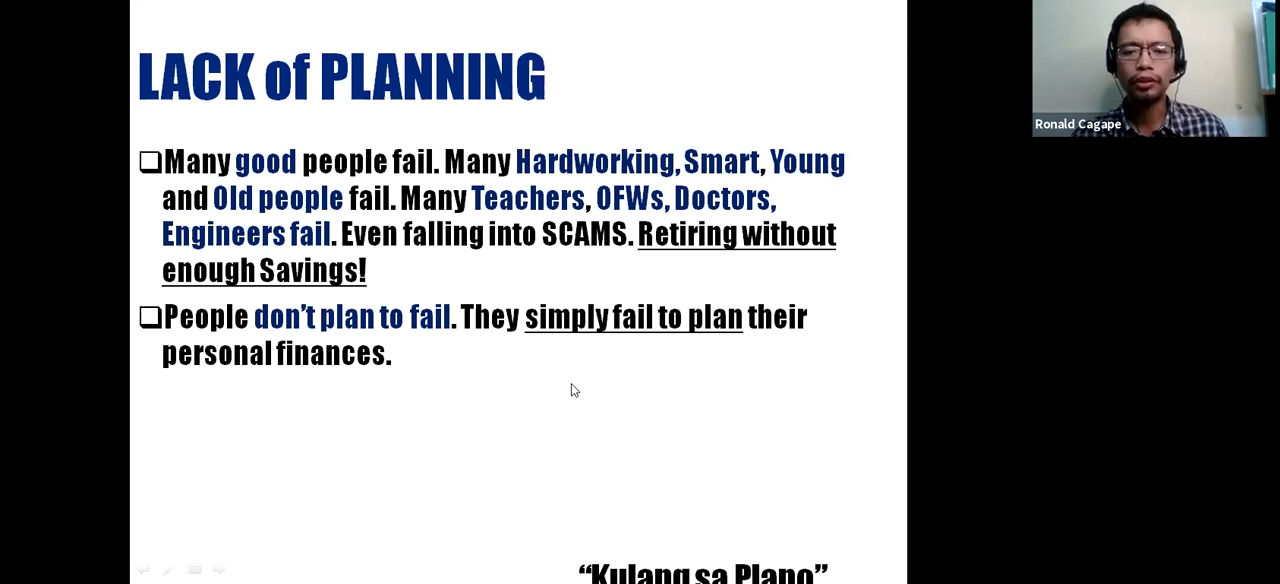 LACK of PLANNING
Ronald Cagape
❑Many good people fail. Many Hardworking, Smart, Young
and Old people fail. Many Teachers, OFWs, Doctors,
Engineers fail. Even falling into SCAMS. Retiring without
enough Savings!
❑People don’t plan to fail. They simply fail to plan their
personal finances.
“Kulang sa Plano”